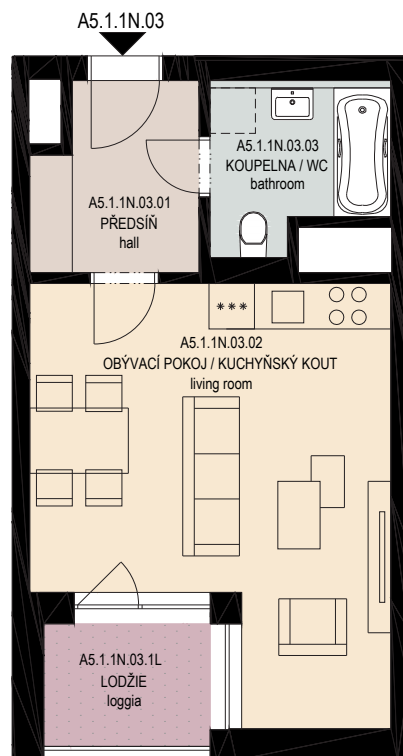 A5.1.1N.03
A5.1.1N.03.03
KOUPELNA / WC
bathroom
A5.1.1N.03.01
PŘEDSÍŇ
hall
***
A5.1.1N.03.02
OBÝVACÍ POKOJ / KUCHYŇSKÝ KOUT
living room
A5.1.1N.03.1L
LODŽIE
loggia